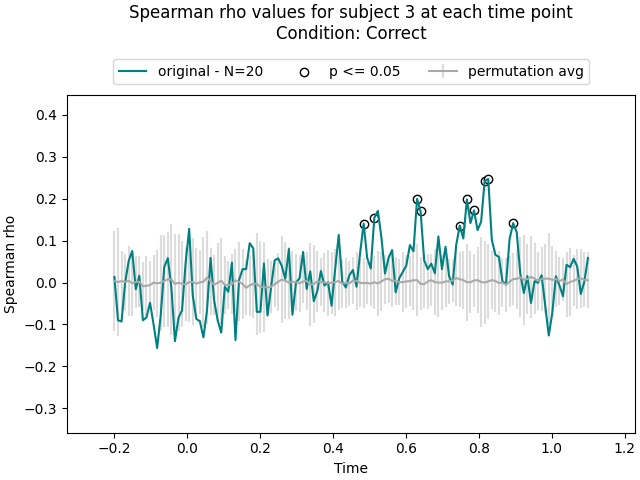 Spearman rho values for subject 3 at each time point
Condition: Correct
original - N=20
p <= 0.05
permutation avg
Spearman rho
0.4
0.3
0.2
0.1
0.0
−0.1
−0.2
−0.3
−0.2
0.0
0.2
0.4
0.6
0.8
1.0
1.2
Time